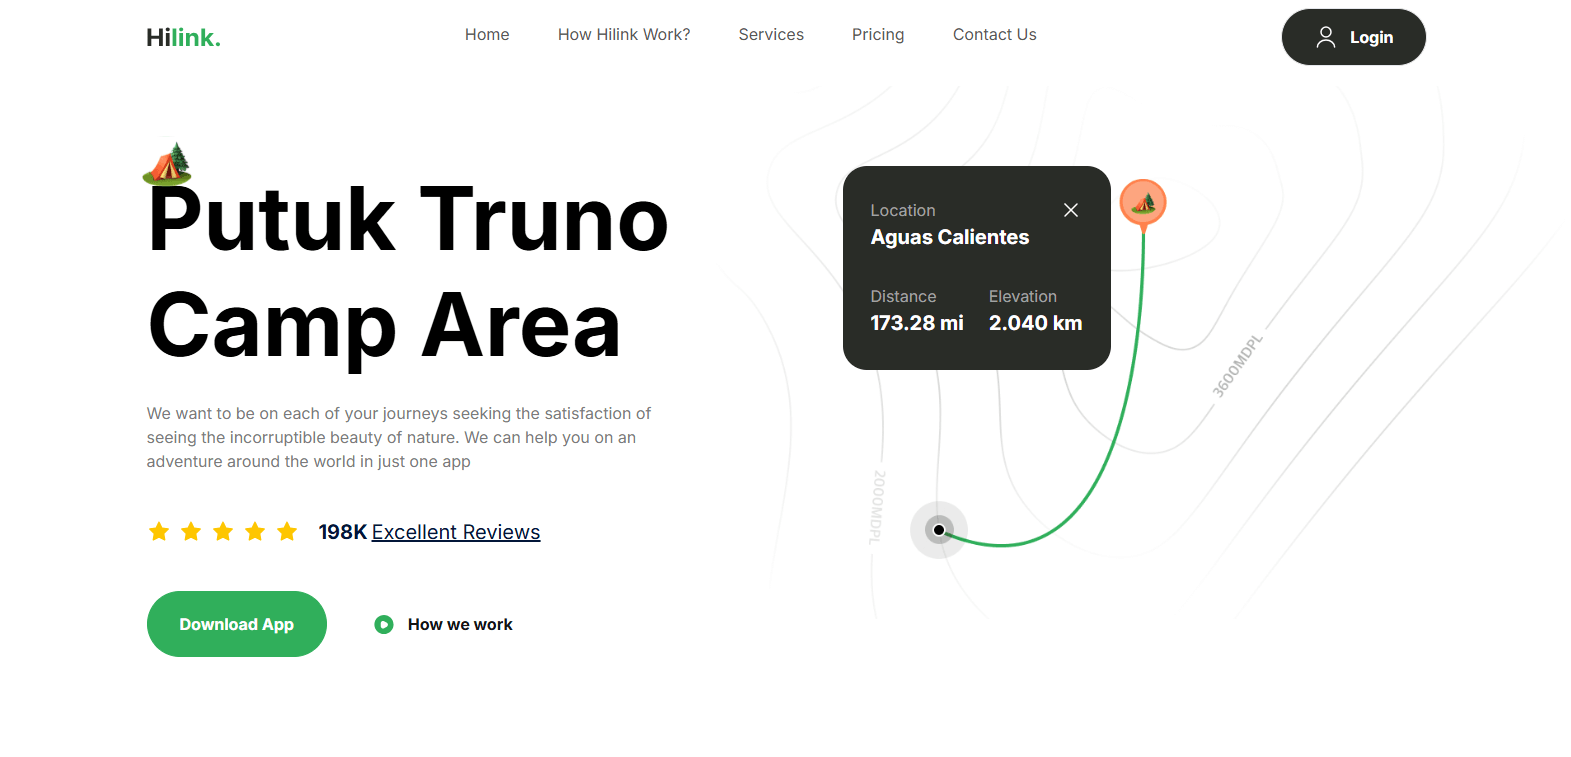 Hilink.
Home
How Hilink Work?
Services
Pricing
Contact Us
Login
Putuk Truno
Camp Area
We want to be on each of your journeys seeking the satisfaction of
seeing the incorruptible beauty of nature. We can help you on an
adventure around the world in just one app
198K Excellent Reviews
Download App
How we work
Location
Aguas Calientes
Distance
Elevation
173.28 mi
2.040 km
3600MDPL
2000MDPL